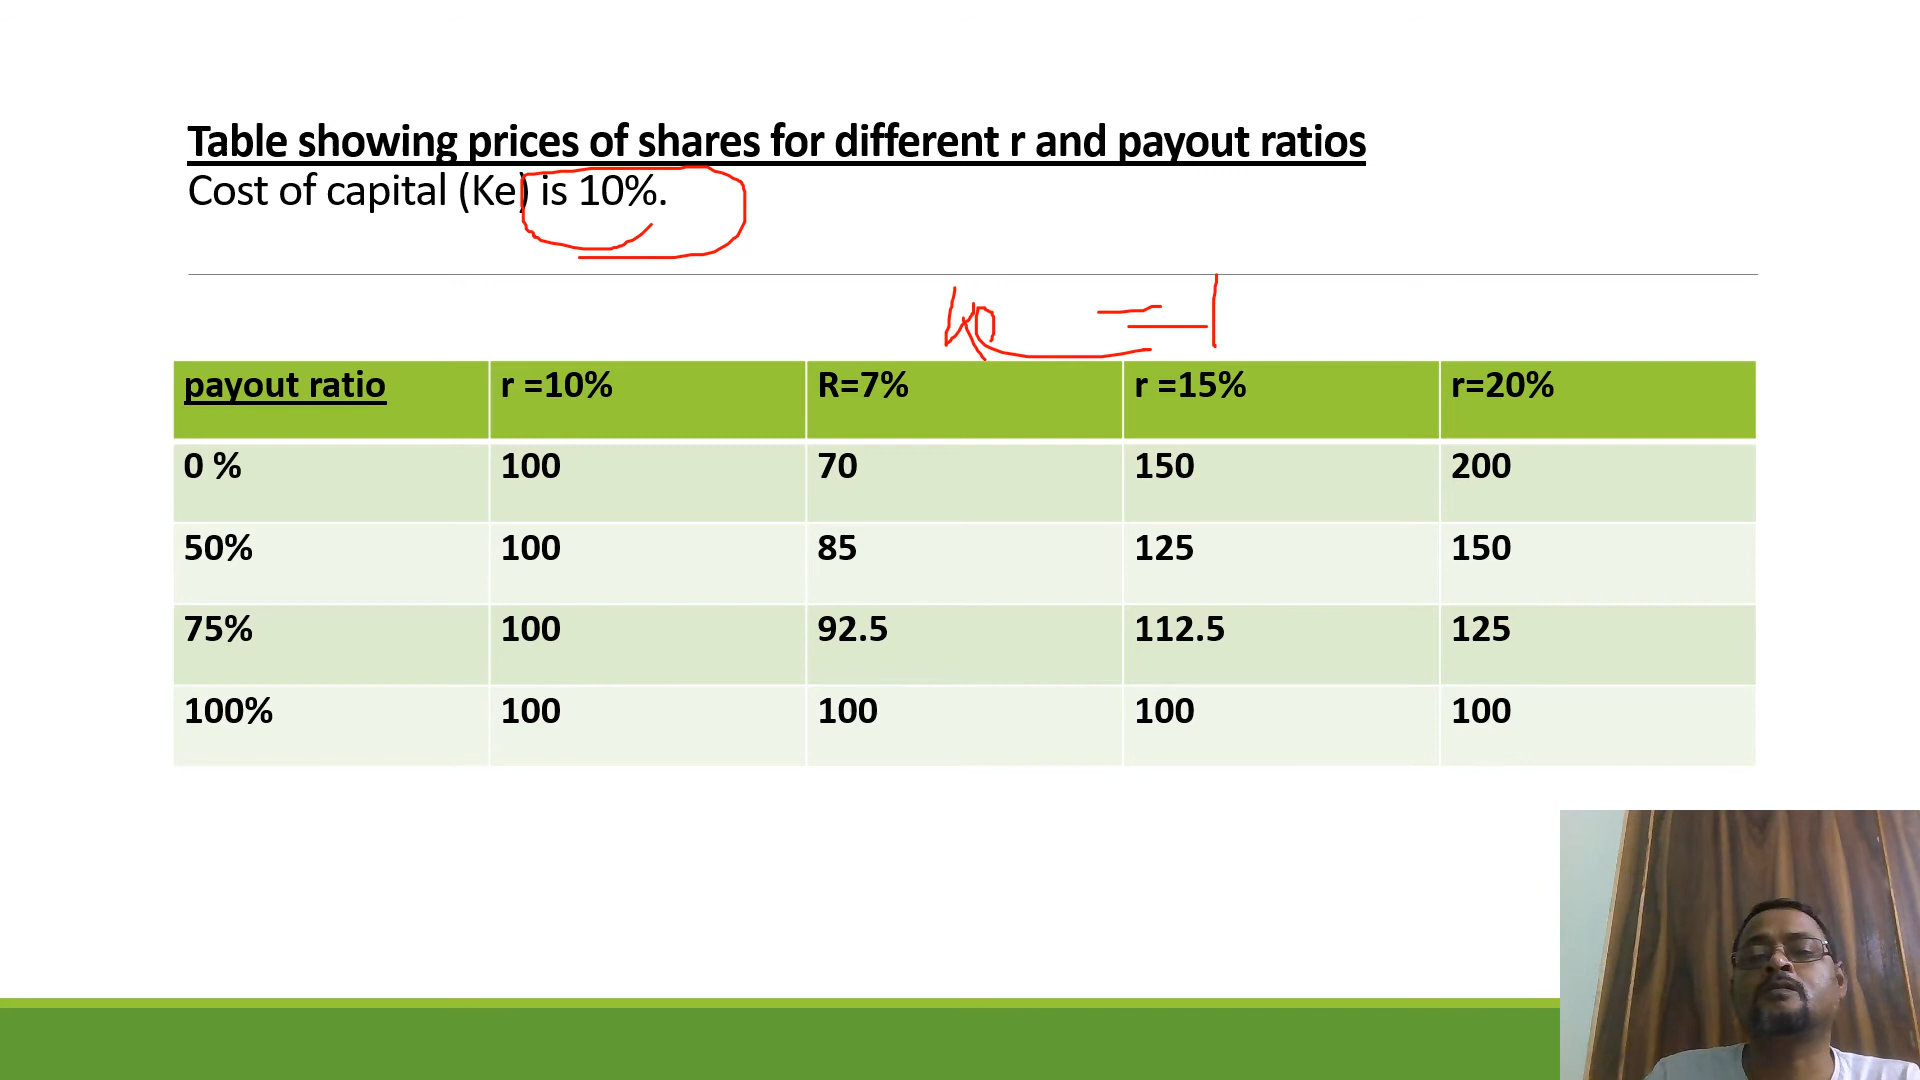 Table showing prices of shares for different r and payout ratios
Cost of capital (Ke) is 10%.
payout ratio r =10% R=7% r =15% r=20%
0 % 100 70 150 200
50% 100 85 125 150
75% 100 92.5 112.5 125
100% 100 100 100 100